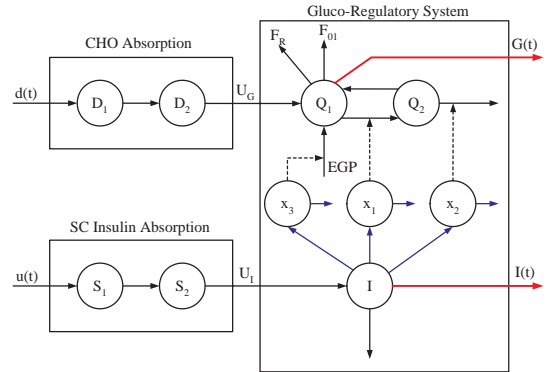 Gluco-Regulatory System
F_R
F_01
G(t)
CHO Absorption
d(t)
D_1
D_2
U_G
Q_1
Q_2
EGP
x_3
x_1
x_2
SC Insulin Absorption
u(t)
S_1
S_2
U_I
I
I(t)